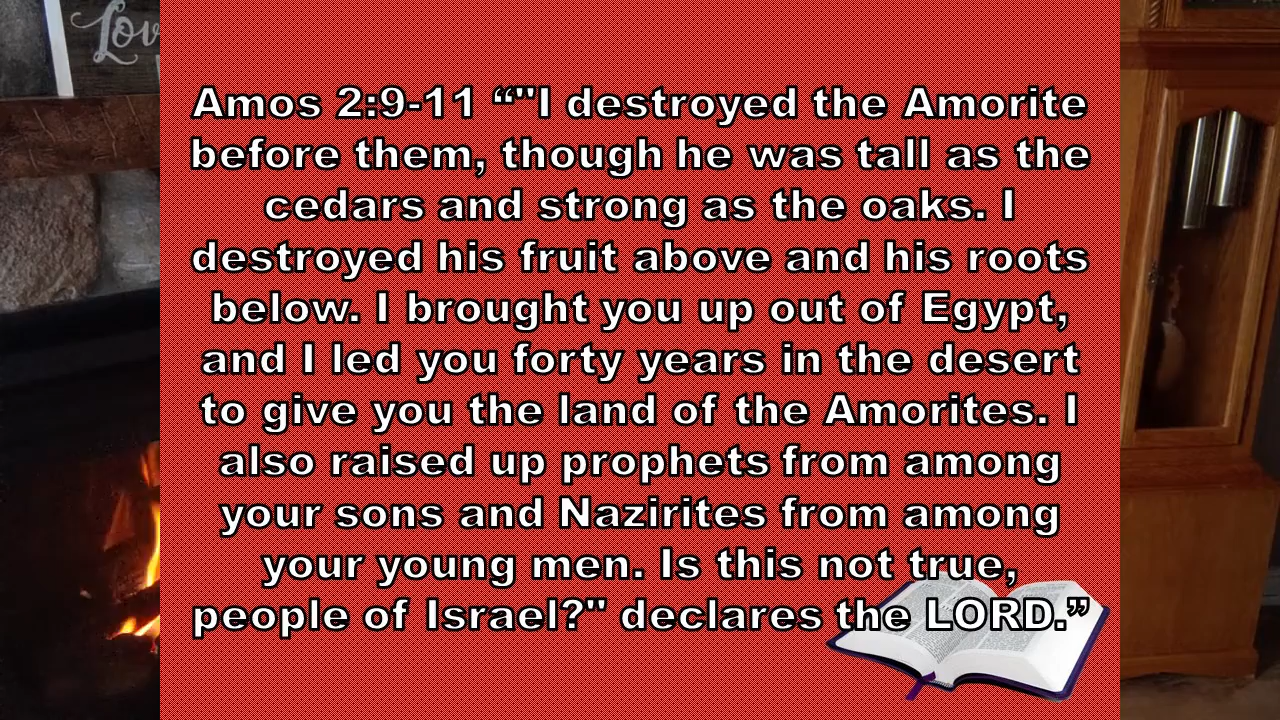 Lov
Amos 2:9-11 “"I destroyed the Amorite
before them, though he was tall as the
cedars and strong as the oaks. I
destroyed his fruit above and his roots
below. I brought you up out of Egypt,
and I led you forty years in the desert
to give you the land of the Amorites. I
also raised up prophets from among
your sons and Nazirites from among
your young men. Is this not true,
people of Israel?" declares the LORD.”